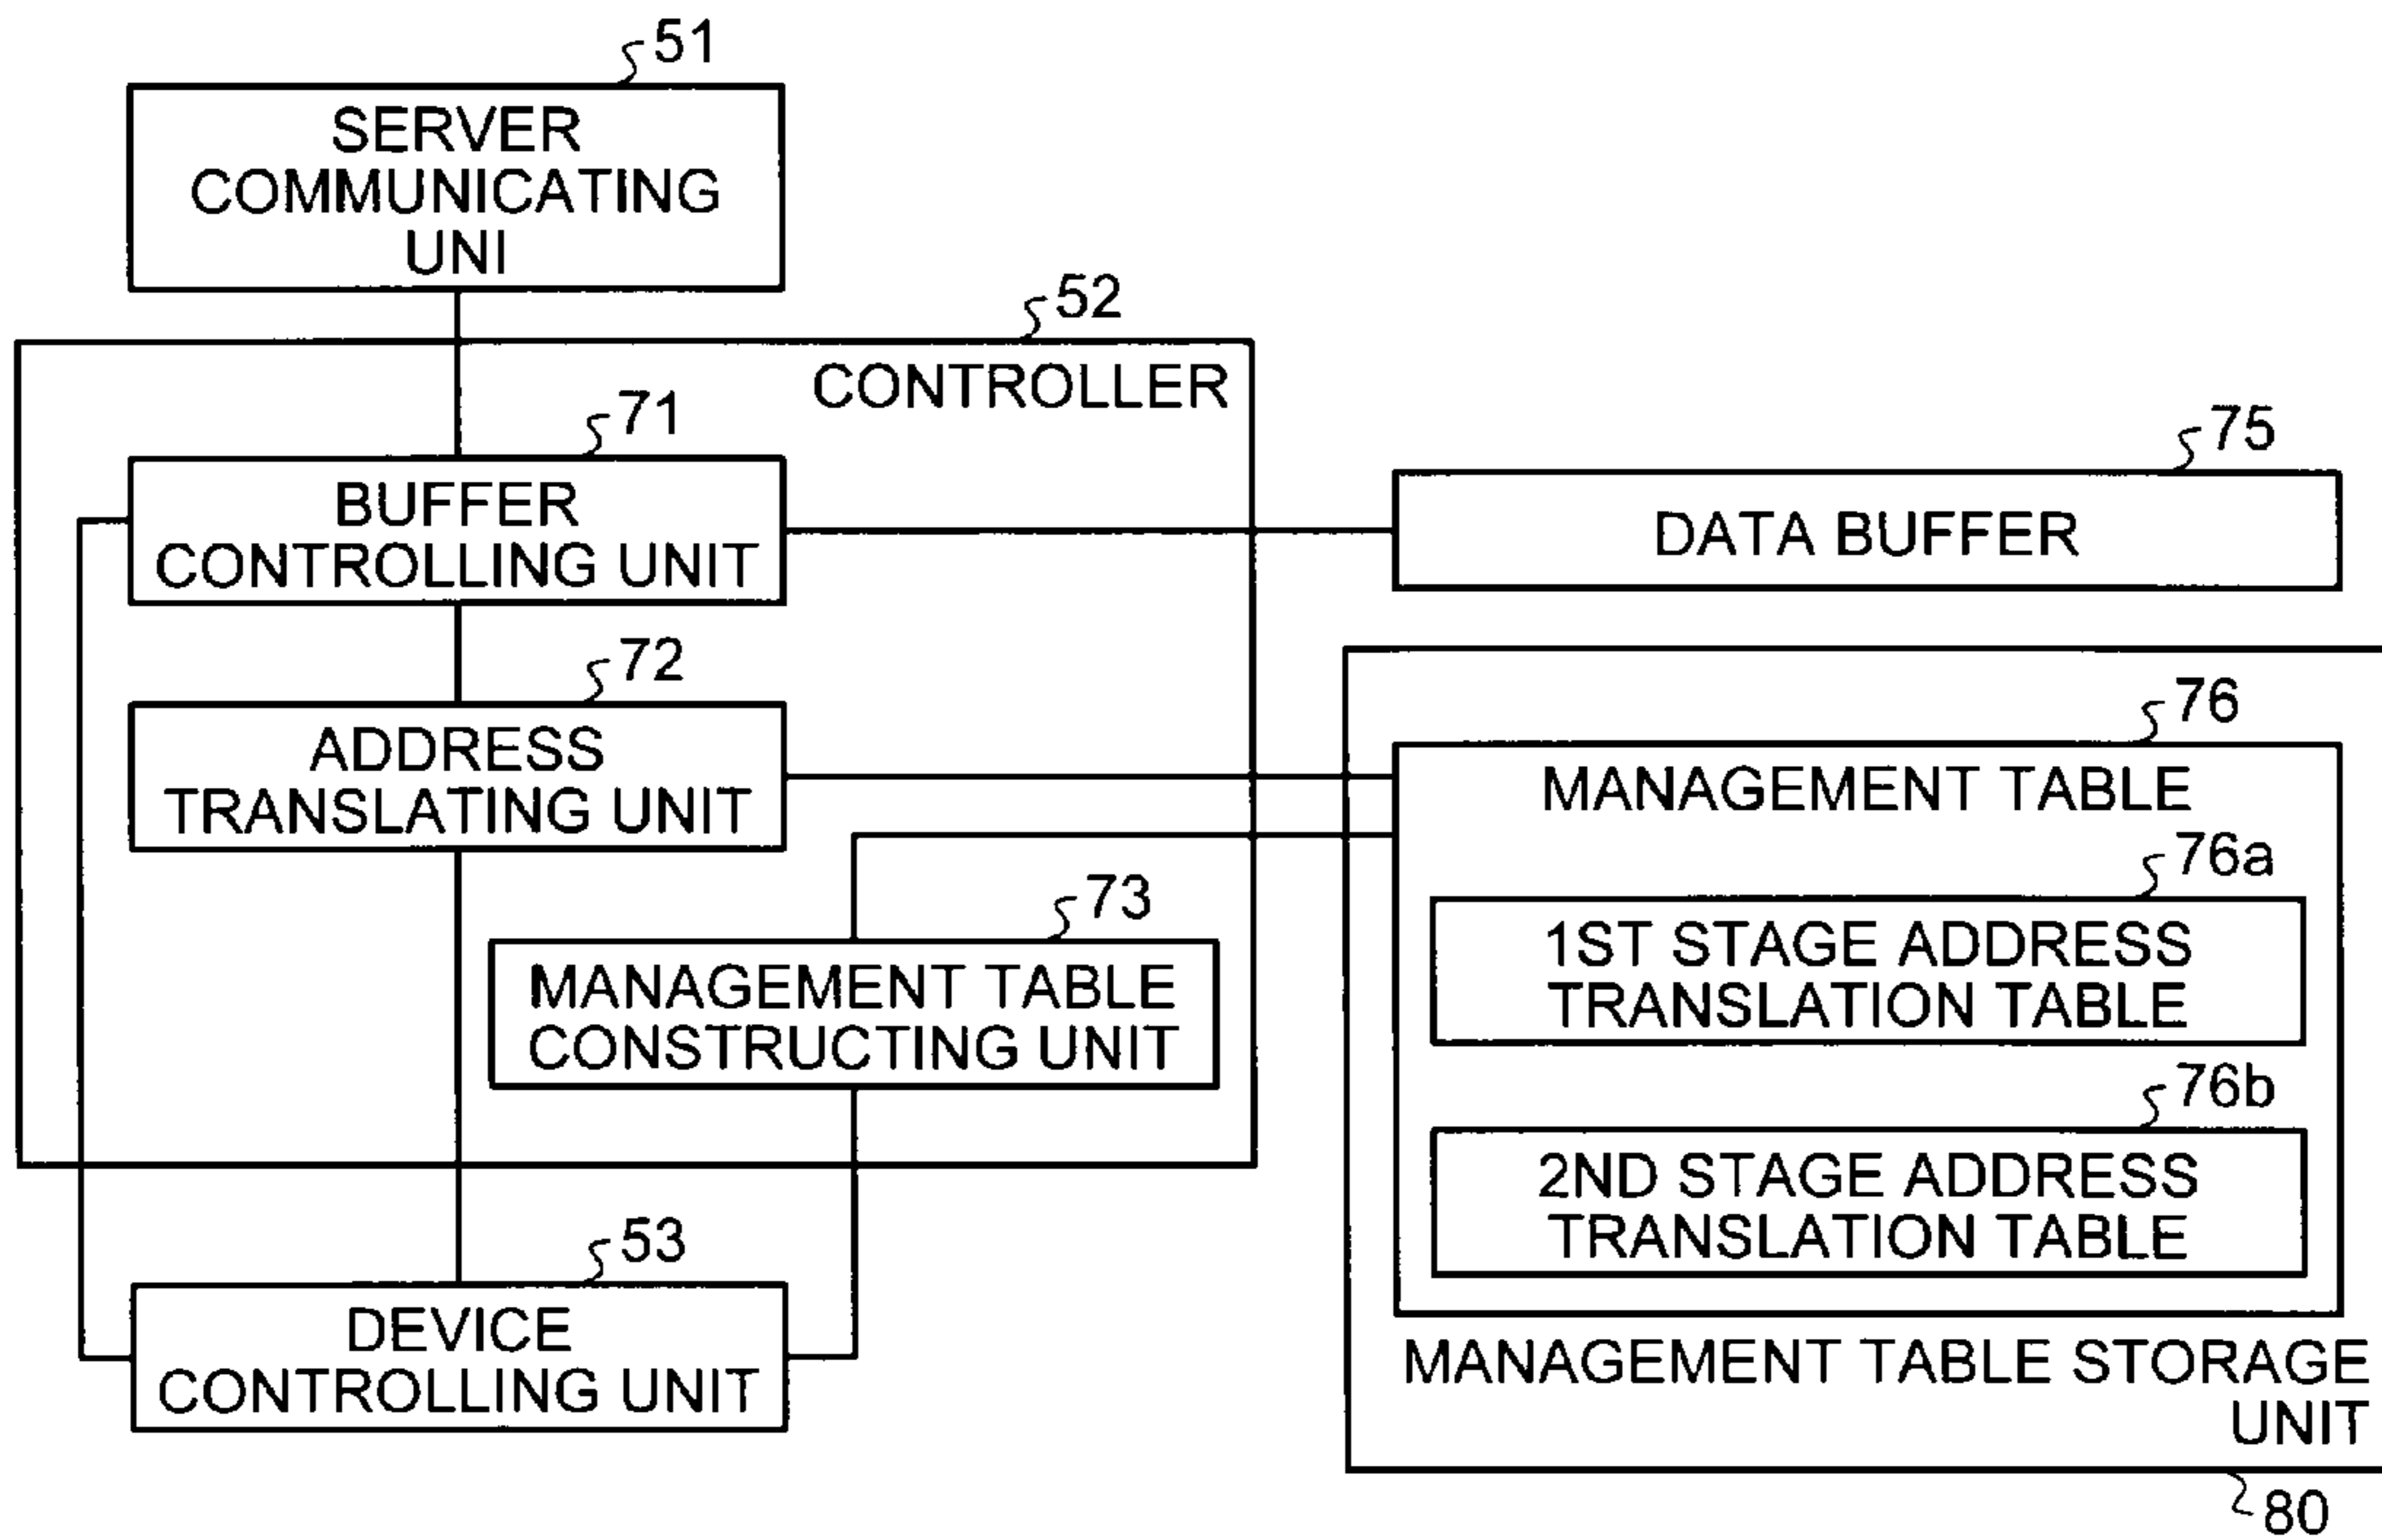 51
SERVER
COMMUNICATING
UNI
52
CONTROLLER
71
BUFFER
CONTROLLING UNIT
75
DATA BUFFER
72
ADDRESS
TRANSLATING UNIT
76
MANAGEMENT TABLE
76a
1ST STAGE ADDRESS
TRANSLATION TABLE
73
MANAGEMENT TABLE
CONSTRUCTING UNIT
76b
2ND STAGE ADDRESS
TRANSLATION TABLE
53
DEVICE
CONTROLLING UNIT
MANAGEMENT TABLE STORAGE
UNIT
80